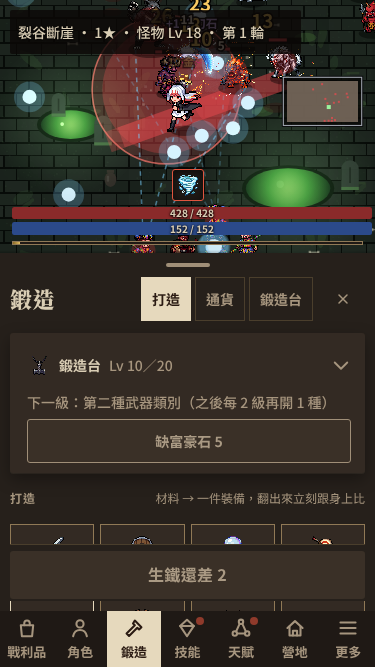 23
石
13
裂谷斷崖 · 1★ · 怪物 Lv 18 · 第 1 輪
428 / 428
152 / 152
鍛造
打造
通貨
鍛造台
×
鍛造台 Lv 10／20
下一級：第二種武器類別（之後每 2 級再開 1 種）
缺富豪石 5
打造
材料 → 一件裝備，翻出來立刻跟身上比
生鐵還差 2
戰利品
角色
鍛造
技能
天賦
營地
更多